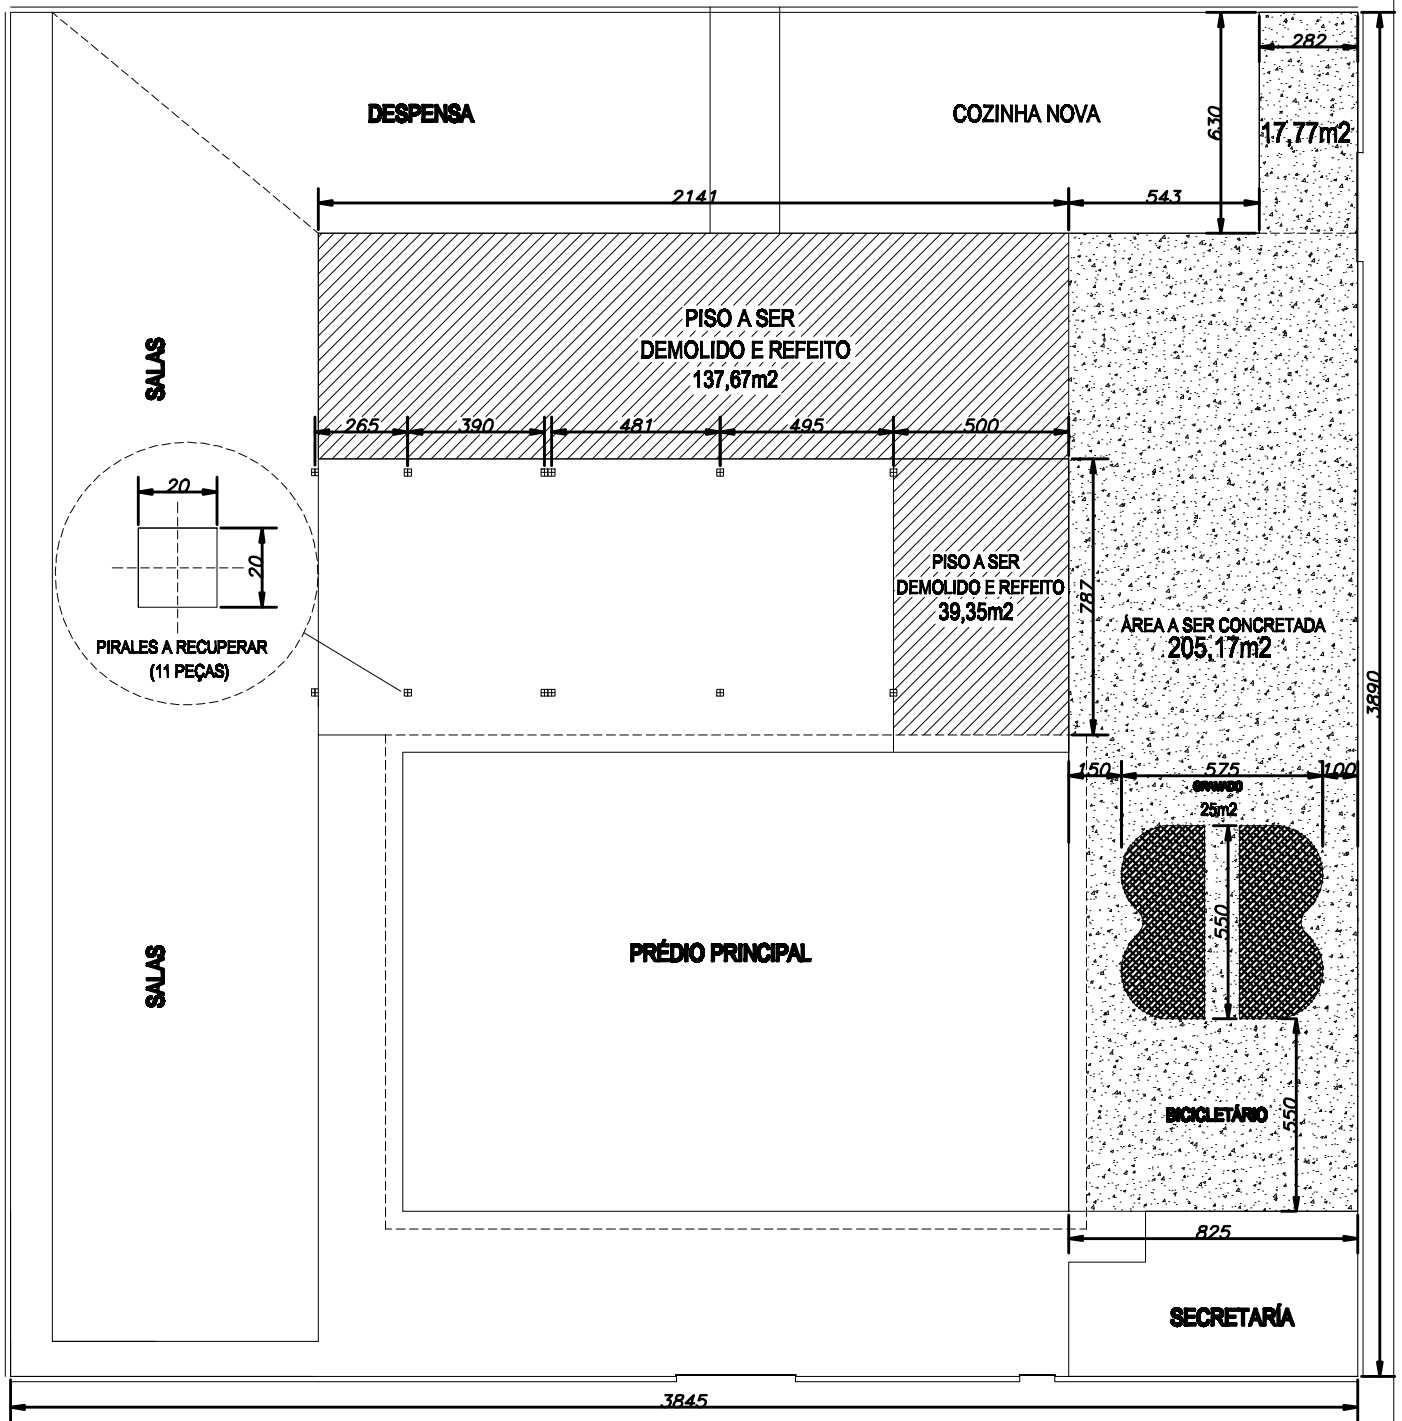 282
DESPENSA
COZINHA NOVA
630
17,77m2
2141
543
PISO A SER
DEMOLIDO E REFEITO
137,67m2
SALAS
265
390
481
495
500
20
20
PIRALES A RECUPERAR
(11 PEÇAS)
PISO A SER
DEMOLIDO E REFEITO
39,35m2
787
ÁREA A SER CONCRETADA
205,17m2
3890
150
575
100
GRAMADO
25m2
550
PRÉDIO PRINCIPAL
SALAS
BICICLETÁRIO
550
825
SECRETARÍA
3845